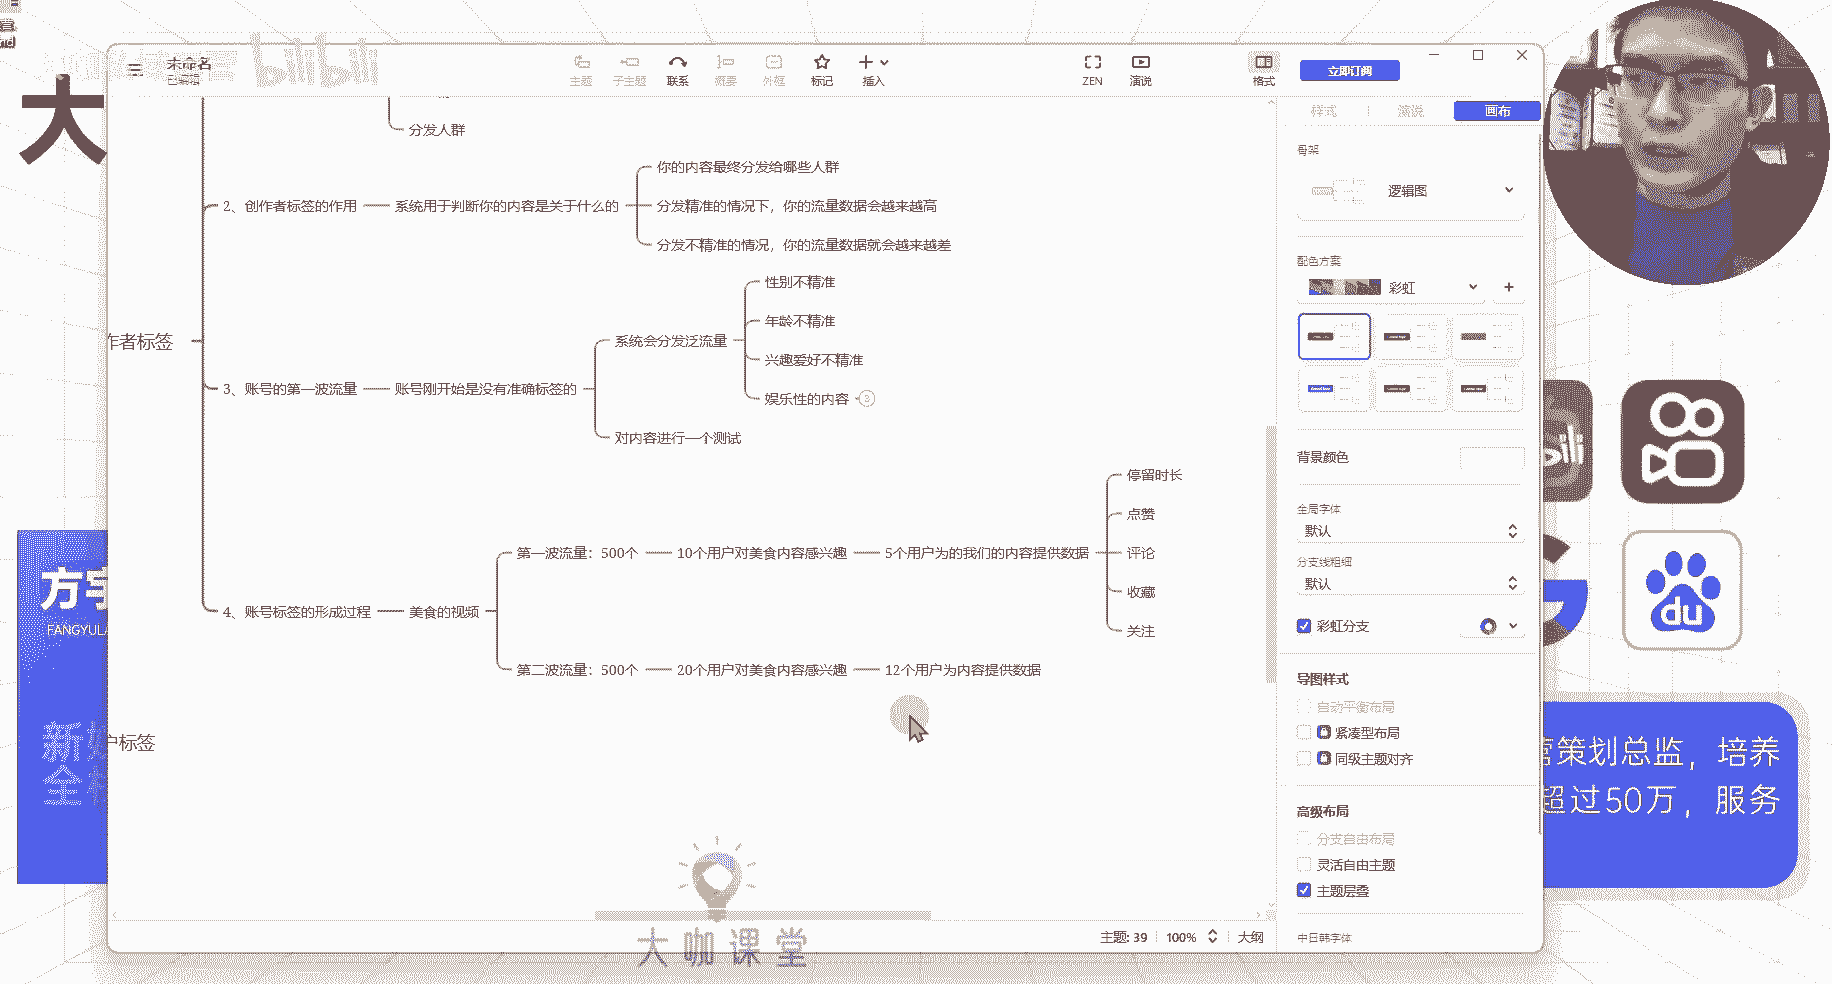 未命名
已编辑
bilibili
主题
子主题
联系
概要
外框
标记
插入
ZEN
演说
格式
立即订阅
大
样式
演说
画布
分发人群
2、创作者标签的作用
系统用于判断你的内容是关于什么的
你的内容最终分发给哪些人群
分发精准的情况下，你的流量数据会越来越高
分发不精准的情况，你的流量数据就会越来越差
作者标签
3、账号的第一波流量
账号刚开始是没有准确标签的
系统会分发泛流量
性别不精准
年龄不精准
兴趣爱好不精准
娱乐性的内容
3
对内容进行一个测试
4、账号标签的形成过程
美食的视频
第一波流量：500个
10个用户对美食内容感兴趣
5个用户为的我们的内容提供数据
停留时长
点赞
评论
收藏
关注
第二波流量：500个
20个用户对美食内容感兴趣
12个用户为内容提供数据
户标签
骨架
逻辑图
配色方案
彩虹
背景颜色
全局字体
默认
分支线粗细
默认
彩虹分支
导图样式
自动平衡布局
紧凑型布局
同级主题对齐
高级布局
分支自由布局
灵活自由主题
主题层叠
中日韩字体
主题: 39
100%
大纲
大咖课堂
方宇
FANGYULA
新媒
全栈
du
营策划总监，培养
超过50万，服务